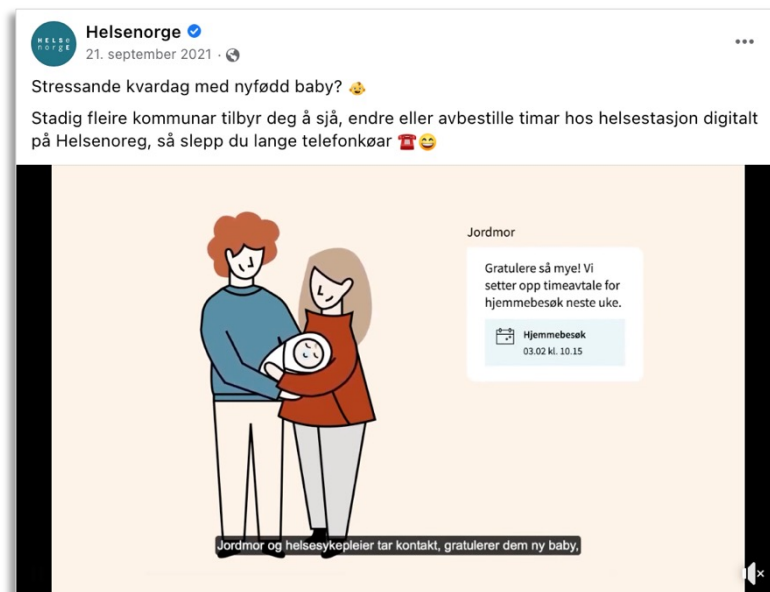 HELSE
norGE
Helsenorge
21. september 2021 ·
Stressande kvardag med nyfødd baby? 👶
Stadig fleire kommunar tilbyr deg å sjå, endre eller avbestille timar hos helsestasjon digitalt
på Helsenoreg, så slepp du lange telefonkøar ☎️😄
Jordmor
Gratulere så mye! Vi
setter opp timeavtale for
hjemmebesøk neste uke.
Hjemmebesøk
03.02 kl. 10.15
Jordmor og helsesykepleier tar kontakt, gratulerer dem ny baby,